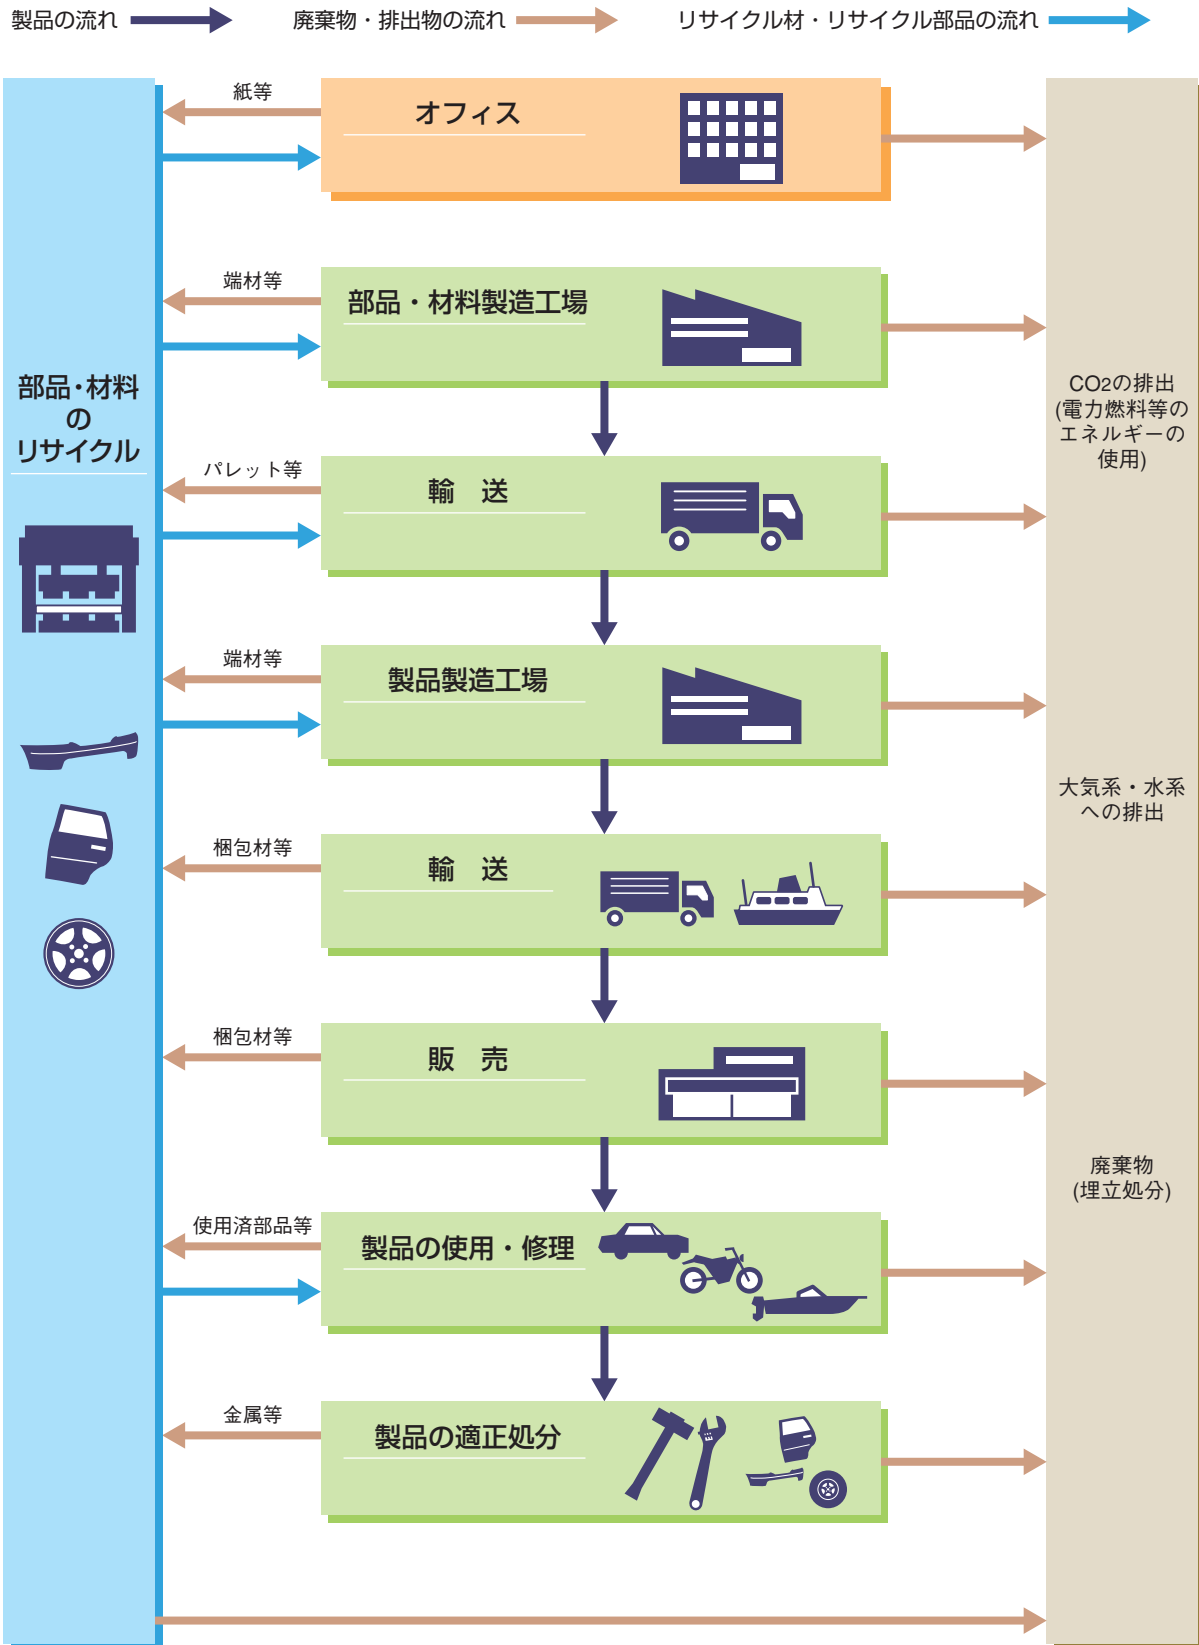 製品の流れ
廃棄物・排出物の流れ
リサイクル材・リサイクル部品の流れ
部品・材料
の
リサイクル
紙等
オフィス
端材等
部品・材料製造工場
パレット等
輸　送
端材等
製品製造工場
梱包材等
輸　送
梱包材等
販　売
使用済部品等
製品の使用・修理
金属等
製品の適正処分
CO2の排出
(電力燃料等の
エネルギーの
使用)
大気系・水系
への排出
廃棄物
(埋立処分)